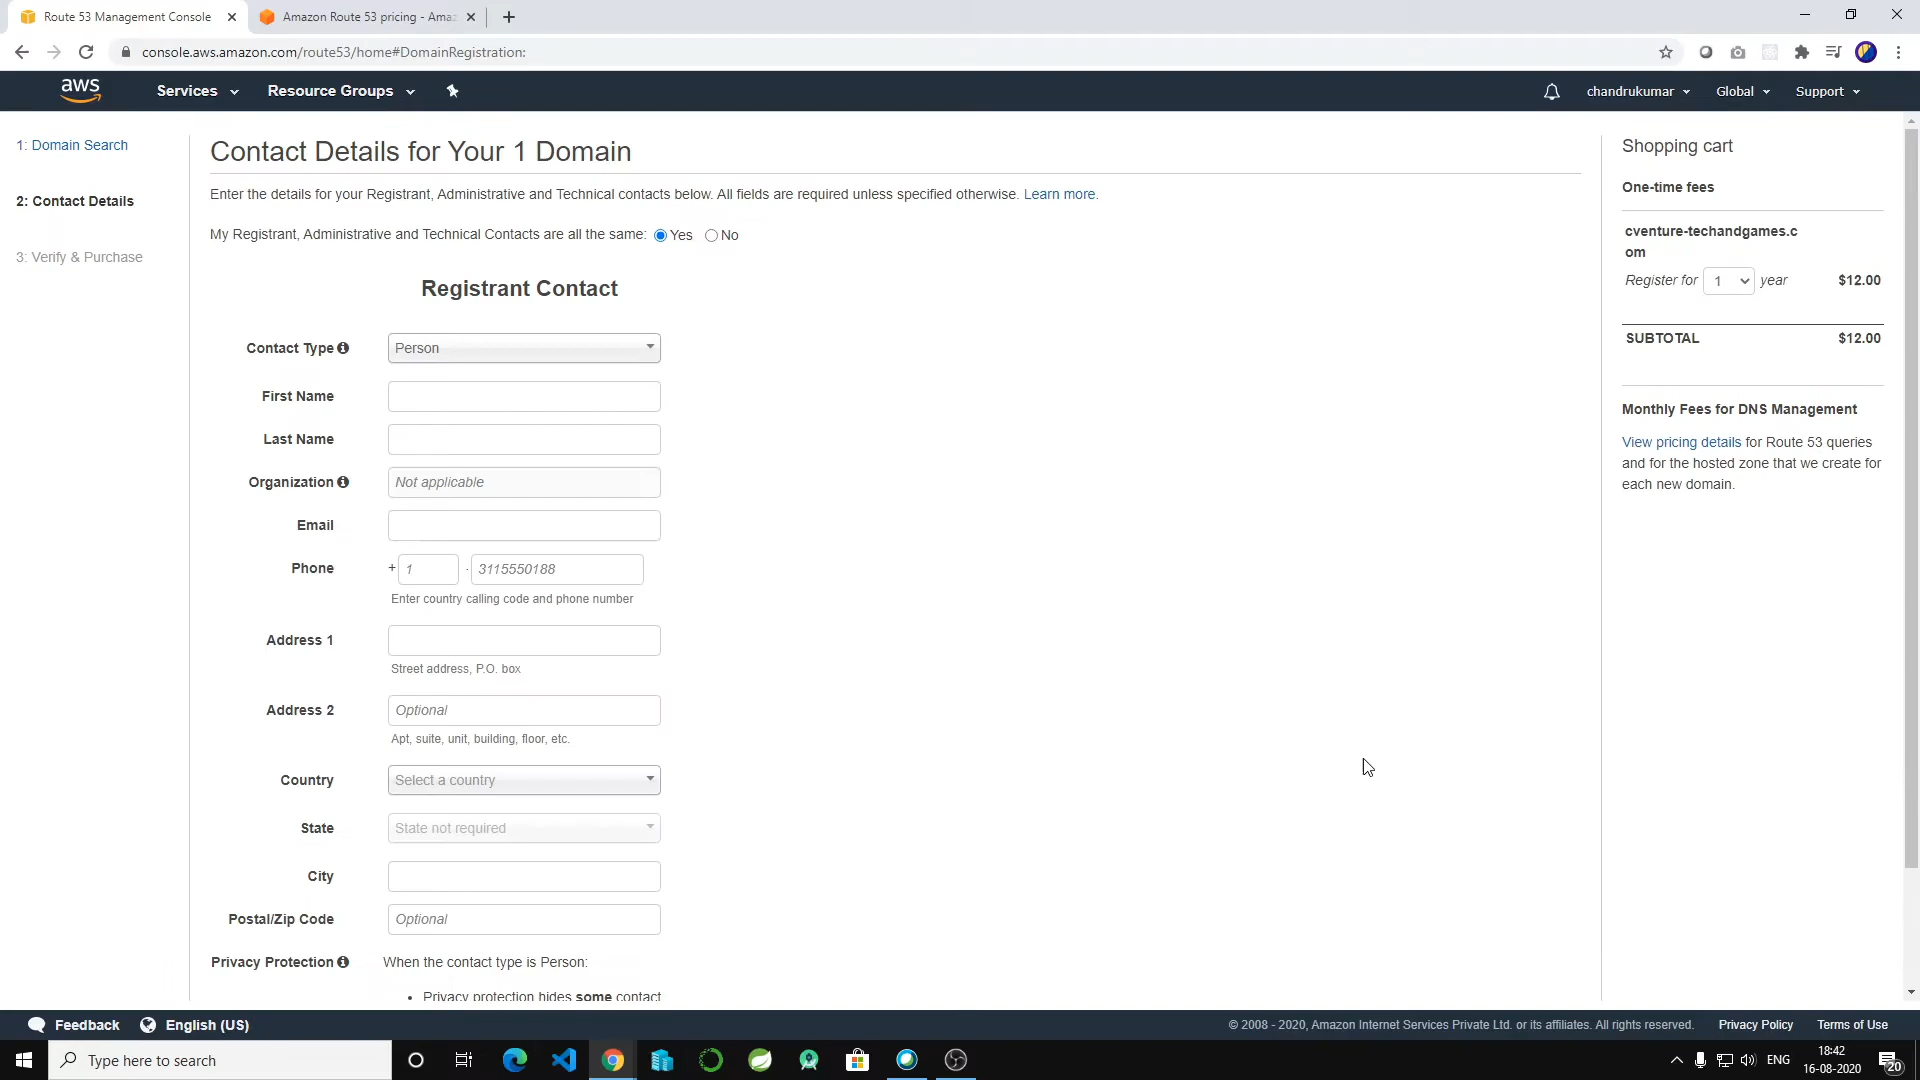 Route 53 Management Console
Amazon Route 53 pricing - Amaz
console.aws.amazon.com/route53/home#DomainRegistration:
aws
Services
Resource Groups
chandrukumar
Global
Support
1: Domain Search
2: Contact Details
3: Verify & Purchase
Contact Details for Your 1 Domain
Enter the details for your Registrant, Administrative and Technical contacts below. All fields are required unless specified otherwise. Learn more.
My Registrant, Administrative and Technical Contacts are all the same: Yes No
Registrant Contact
Contact Type Person
First Name
Last Name
Organization Not applicable
Email
Phone + 1 . 3115550188
Enter country calling code and phone number
Address 1
Street address, P.O. box
Address 2 Optional
Apt, suite, unit, building, floor, etc.
Country Select a country
State State not required
City
Postal/Zip Code Optional
Privacy Protection When the contact type is Person:
• Privacy protection hides some contact
Shopping cart
One-time fees
cventure-techandgames.c
om
Register for 1 year $12.00
SUBTOTAL $12.00
Monthly Fees for DNS Management
View pricing details for Route 53 queries
and for the hosted zone that we create for
each new domain.
Feedback
English (US)
© 2008 - 2020, Amazon Internet Services Private Ltd. or its affiliates. All rights reserved.
Privacy Policy
Terms of Use
Type here to search
ENG
18:42
16-08-2020
20